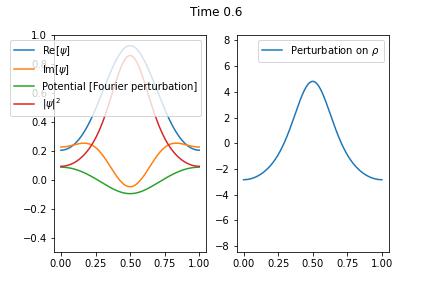 Time 0.6
1.0
0.8
0.6
0.4
0.2
0.0
−0.2
−0.4
0.00 0.25 0.50 0.75 1.00
Re[ψ]
Im[ψ]
Potential [Fourier perturbation]
|ψ|²
8
6
4
2
0
−2
−4
−6
−8
0.00 0.25 0.50 0.75 1.00
Perturbation on ρ